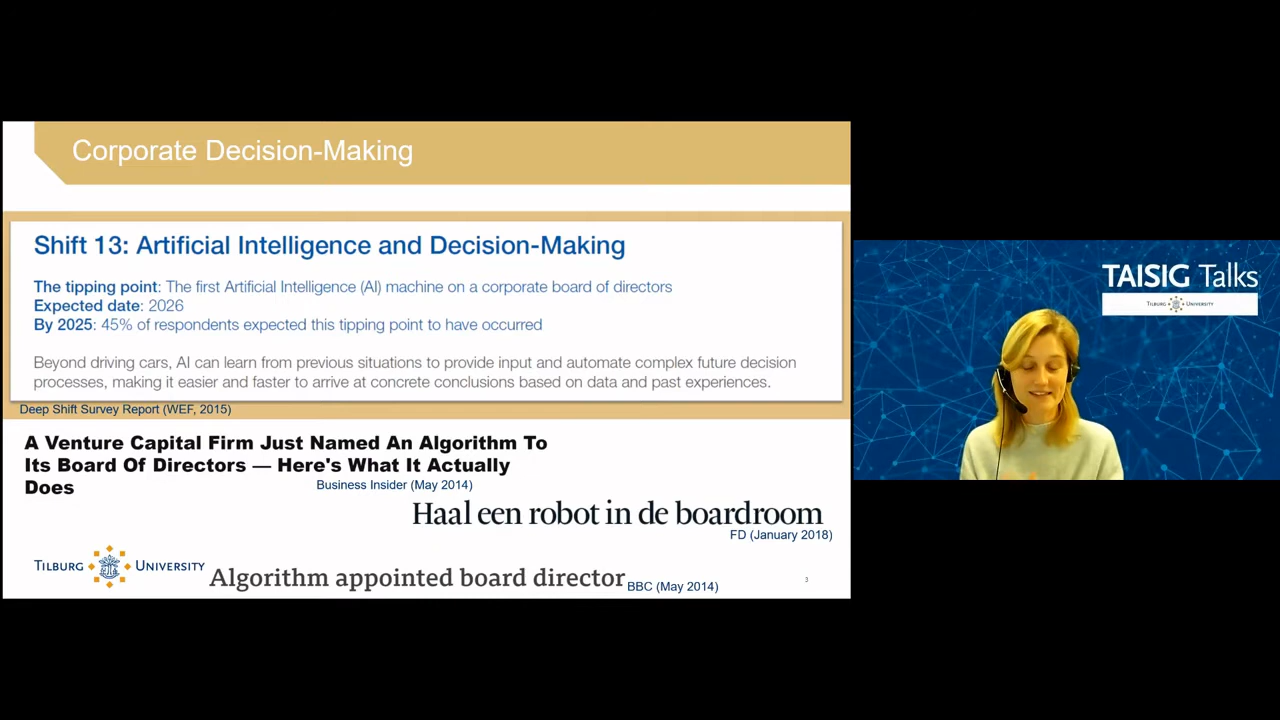 Corporate Decision-Making
Shift 13: Artificial Intelligence and Decision-Making
The tipping point: The first Artificial Intelligence (AI) machine on a corporate board of directors
Expected date: 2026
By 2025: 45% of respondents expected this tipping point to have occurred
Beyond driving cars, AI can learn from previous situations to provide input and automate complex future decision
processes, making it easier and faster to arrive at concrete conclusions based on data and past experiences.
Deep Shift Survey Report (WEF, 2015)
A Venture Capital Firm Just Named An Algorithm To
Its Board Of Directors — Here's What It Actually
Does
Business Insider (May 2014)
Haal een robot in de boardroom
FD (January 2018)
TILBURG UNIVERSITY
Algorithm appointed board director
BBC (May 2014)
3
TAISIG Talks
TILBURG UNIVERSITY